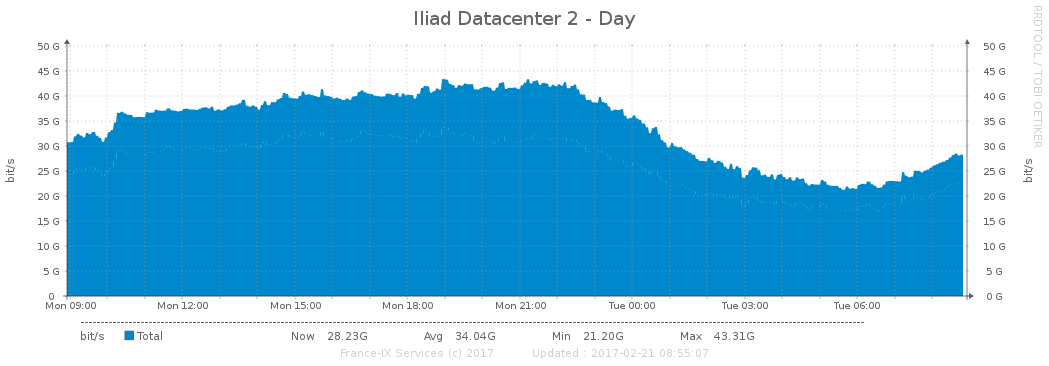 Iliad Datacenter 2 - Day
RRDTOOL / TOBI OETIKER
50 G 50 G
45 G 45 G
40 G 40 G
35 G 35 G
30 G 30 G
25 G 25 G
20 G 20 G
15 G 15 G
10 G 10 G
5 G 5 G
0 0 G
bit/s bit/s
Mon 09:00 Mon 12:00 Mon 15:00 Mon 18:00 Mon 21:00 Tue 00:00 Tue 03:00 Tue 06:00
bit/s Total Now 28.23G Avg 34.04G Min 21.20G Max 43.31G
France-IX Services (c) 2017 Updated : 2017-02-21 08:55:07